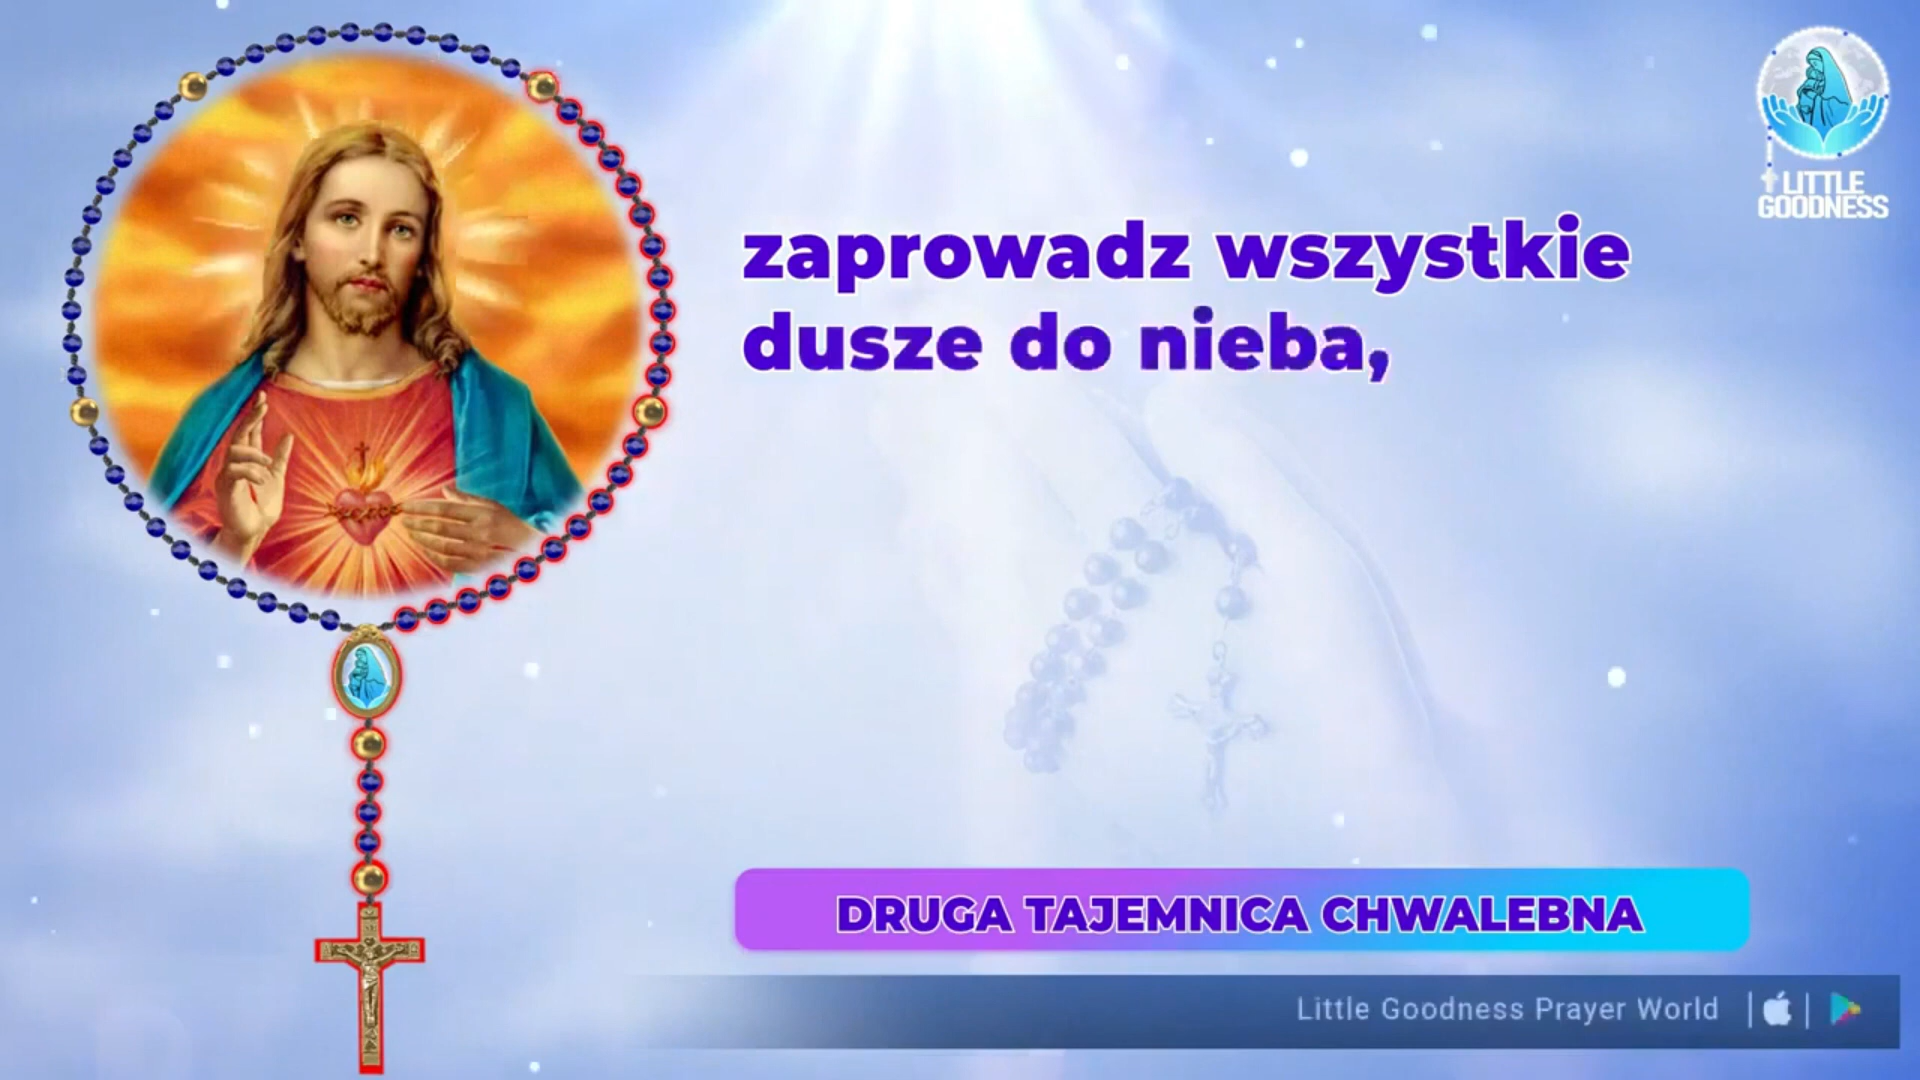 LITTLE
GOODNESS
zaprowadz wszystkie
dusze do nieba,
DRUGA TAJEMNICA CHWALEBNA
Little Goodness Prayer World